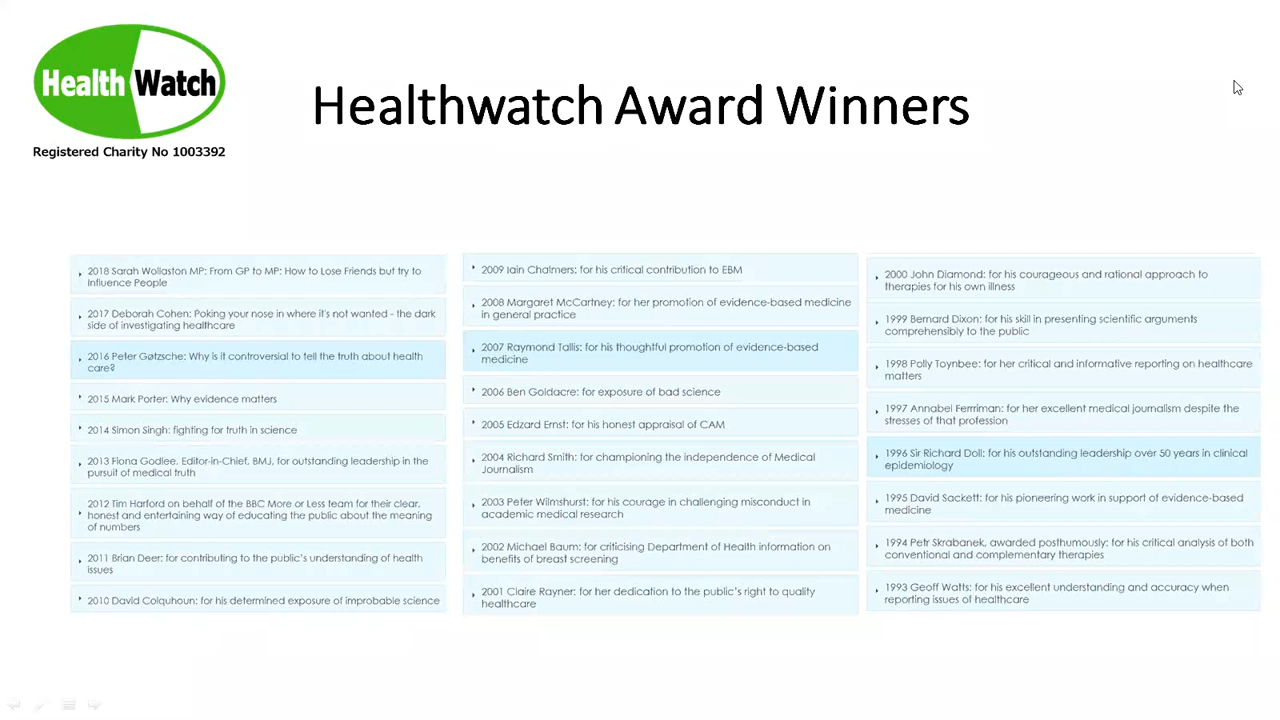 Health Watch
Registered Charity No 1003392
Healthwatch Award Winners
2018 Sarah Wollaston MP: From GP to MP: How to Lose Friends but try to
Influence People
2017 Deborah Cohen: Poking your nose in where it's not wanted - the dark
side of investigating healthcare
2016 Peter Gøtzsche: Why is it controversial to tell the truth about health
care?
2015 Mark Porter: Why evidence matters
2014 Simon Singh: fighting for truth in science
2013 Fiona Godlee, Editor-in-Chief, BMJ, for outstanding leadership in the
pursuit of medical truth
2012 Tim Harford on behalf of the BBC More or Less team for their clear,
honest and entertaining way of educating the public about the meaning
of numbers
2011 Brian Deer: for contributing to the public's understanding of health
issues
2010 David Colquhoun: for his determined exposure of improbable science
2009 Iain Chalmers: for his critical contribution to EBM
2008 Margaret McCartney: for her promotion of evidence-based medicine
in general practice
2007 Raymond Tallis: for his thoughtful promotion of evidence-based
medicine
2006 Ben Goldacre: for exposure of bad science
2005 Edzard Ernst: for his honest appraisal of CAM
2004 Richard Smith: for championing the independence of Medical
Journalism
2003 Peter Wilmshurst: for his courage in challenging misconduct in
academic medical research
2002 Michael Baum: for criticising Department of Health information on
benefits of breast screening
2001 Claire Rayner: for her dedication to the public's right to quality
healthcare
2000 John Diamond: for his courageous and rational approach to
therapies for his own illness
1999 Bernard Dixon: for his skill in presenting scientific arguments
comprehensibly to the public
1998 Polly Toynbee: for her critical and informative reporting on healthcare
matters
1997 Annabel Ferrriman: for her excellent medical journalism despite the
stresses of that profession
1996 Sir Richard Doll: for his outstanding leadership over 50 years in clinical
epidemiology
1995 David Sackett: for his pioneering work in support of evidence-based
medicine
1994 Petr Skrabanek, awarded posthumously: for his critical analysis of both
conventional and complementary therapies
1993 Geoff Watts: for his excellent understanding and accuracy when
reporting issues of healthcare